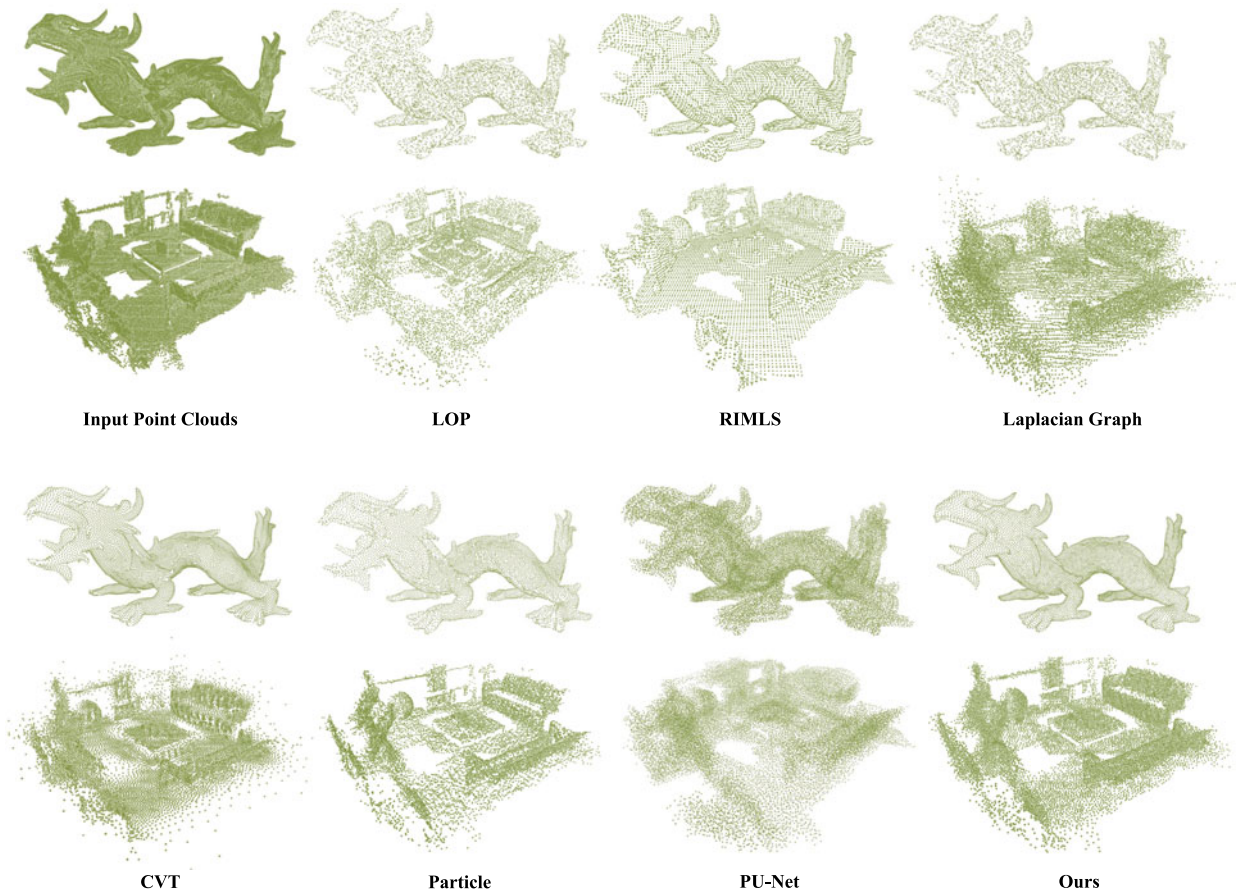 Input Point Clouds
LOP
RIMLS
Laplacian Graph
CVT
Particle
PU-Net
Ours